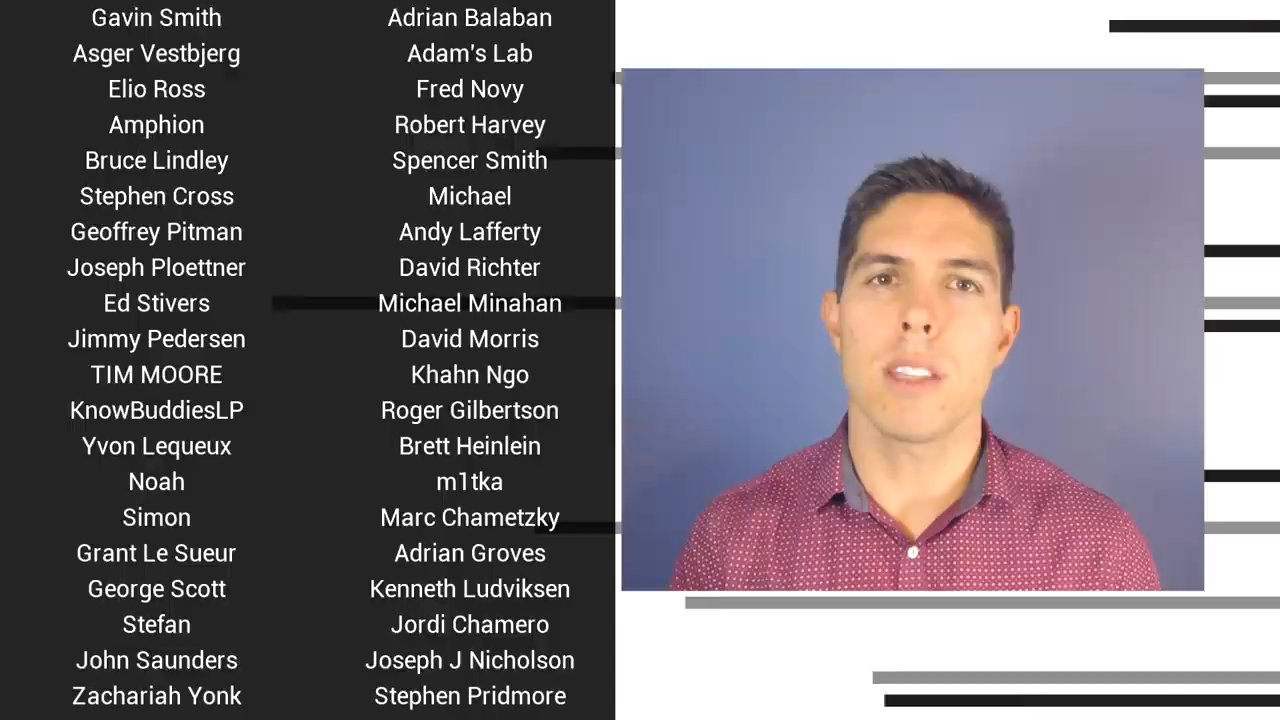 Gavin Smith
Asger Vestbjerg
Elio Ross
Amphion
Bruce Lindley
Stephen Cross
Geoffrey Pitman
Joseph Ploettner
Ed Stivers
Jimmy Pedersen
TIM MOORE
KnowBuddiesLP
Yvon Lequeux
Noah
Simon
Grant Le Sueur
George Scott
Stefan
John Saunders
Zachariah Yonk
Adrian Balaban
Adam's Lab
Fred Novy
Robert Harvey
Spencer Smith
Michael
Andy Lafferty
David Richter
Michael Minahan
David Morris
Khahn Ngo
Roger Gilbertson
Brett Heinlein
m1tka
Marc Chametzky
Adrian Groves
Kenneth Ludviksen
Jordi Chamero
Joseph J Nicholson
Stephen Pridmore